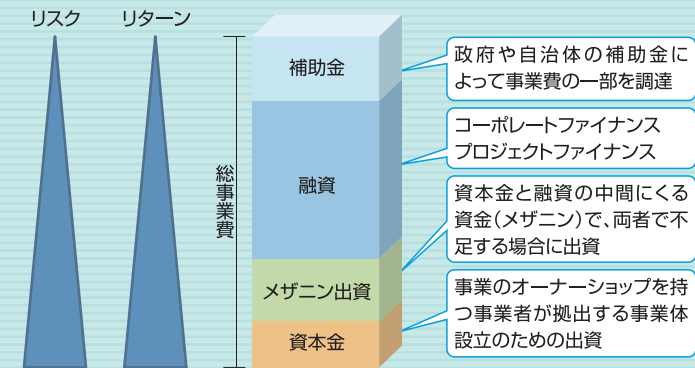 リスク
リターン
総事業費
補助金
融資
メザニン出資
資本金
政府や自治体の補助金に
よって事業費の一部を調達
コーポレートファイナンス
プロジェクトファイナンス
資本金と融資の中間にくる
資金(メザニン)で、両者で不
足する場合に出資
事業のオーナーショップを持
つ事業者が拠出する事業体
設立のための出資